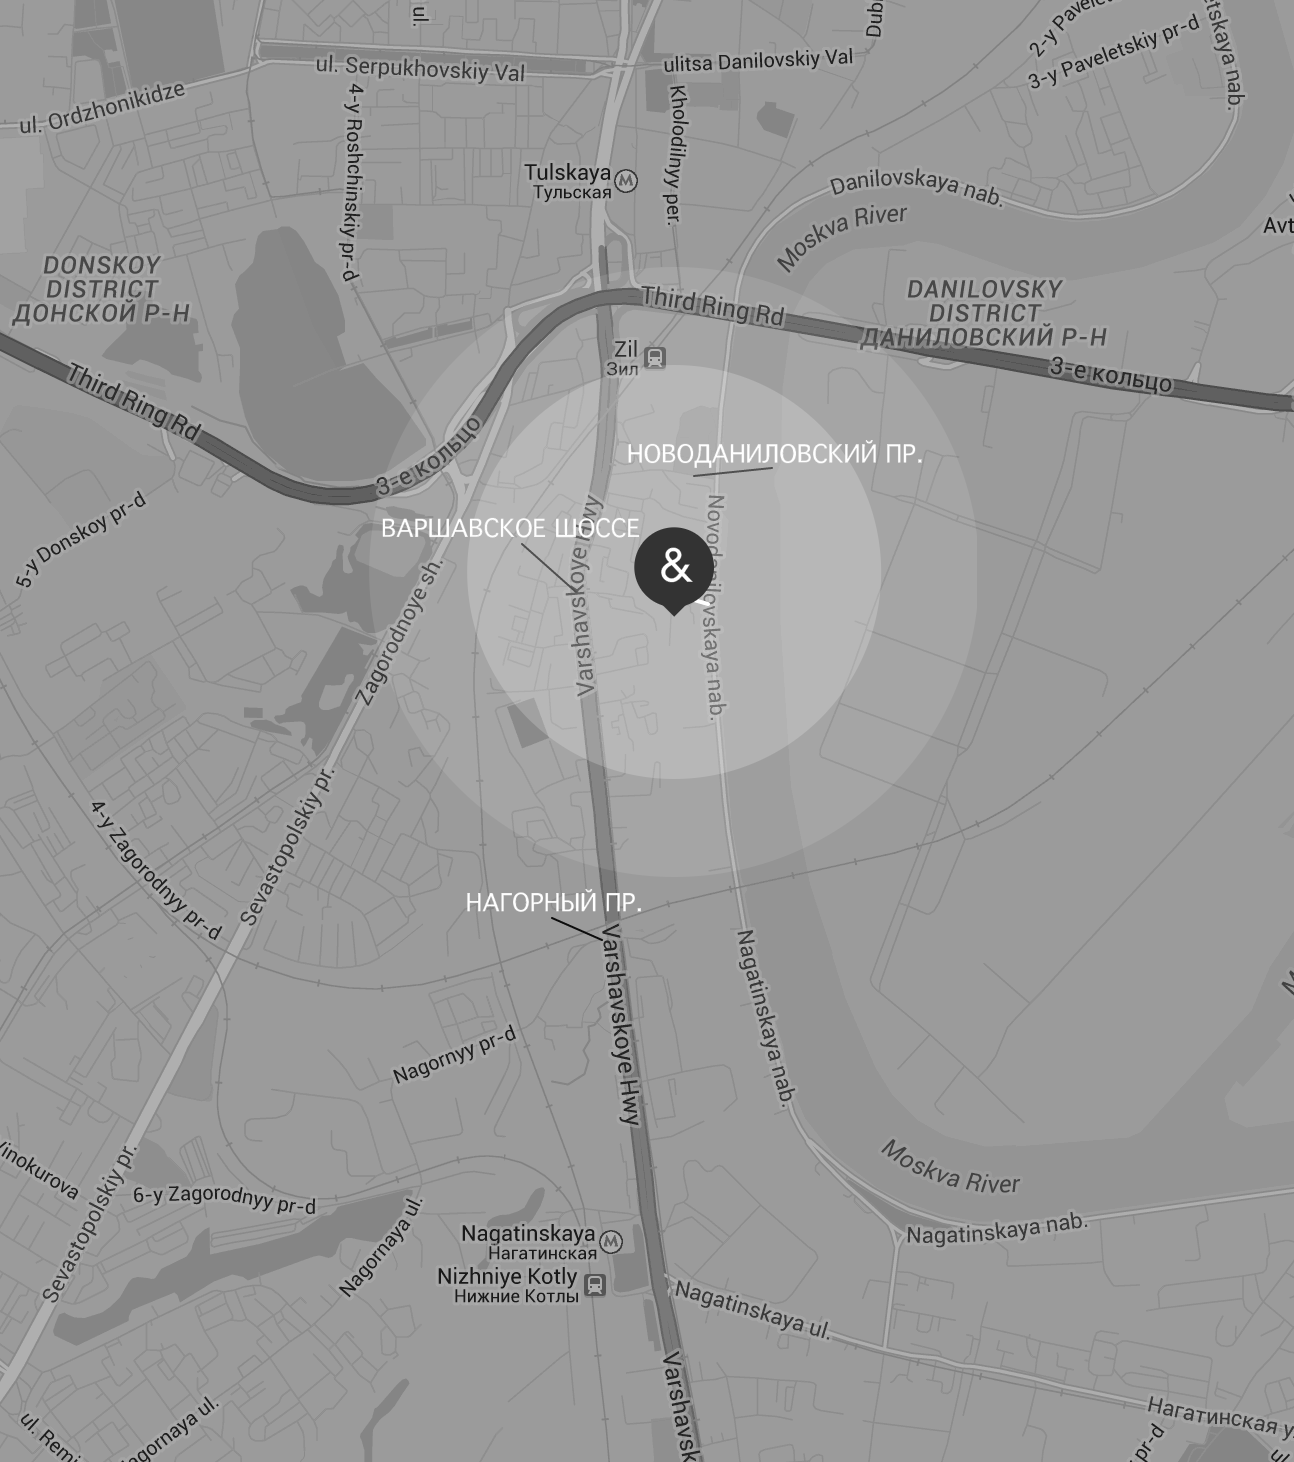 ul.
2-y Pavelet
3-y Paveletskiy pr-d
etskaya nab.
ul. Serpukhovskiy Val
ulitsa Danilovskiy Val
ul. Ordzhonikidze
4-y Roshchinskiy pr-d
Kholodilnyy per.
Tulskaya
Тульская
Danilovskaya nab.
Moskva River
Avt
DONSKOY
DISTRICT
ДОНСКОЙ Р-Н
DANILOVSKY
DISTRICT
ДАНИЛОВСКИЙ Р-Н
Third Ring Rd
Zil
Зил
3-е кольцо
Third Ring Rd
3-е кольцо
НОВОДАНИЛОВСКИЙ ПР.
5-y Donskoy pr-d
ВАРШАВСКОЕ ШОССЕ
Varshavskoye Hwy
&
Novodanilovskaya nab.
Zagorodnoye sh.
4-y Zagorodnyy pr-d
Sevastopolskiy pr.
НАГОРНЫЙ ПР.
Varshavskoye Hwy
Nagatinskaya nab.
Nagornyy pr-d
Vinokurova
Sevastopolskiy pr.
6-y Zagorodnyy pr-d
Nagornaya ul.
Moskva River
Nagatinskaya nab.
Nagatinskaya
Нагатинская
Nizhniye Kotly
Нижние Котлы
Nagatinskaya ul.
Varshavsk
Нагатинская у
pr-d
ul
ul. Remi
agornaya ul.